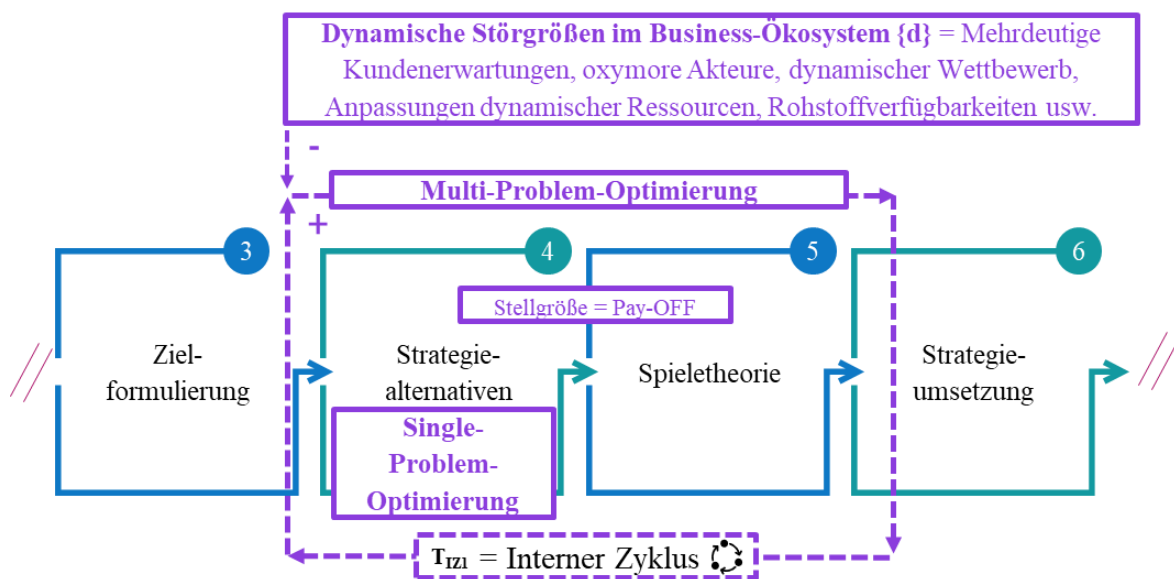 Dynamische Störgrößen im Business-Ökosystem {d} = Mehrdeutige
Kundenerwartungen, oxymore Akteure, dynamischer Wettbewerb,
Anpassungen dynamischer Ressourcen, Rohstoffverfügbarkeiten usw.
-
Multi-Problem-Optimierung
+
3
4
5
6
Stellgröße = Pay-OFF
Ziel-
formulierung
Strategie-
alternativen
Spieletheorie
Strategie-
umsetzung
Single-
Problem-
Optimierung
T_IZ1 = Interner Zyklus